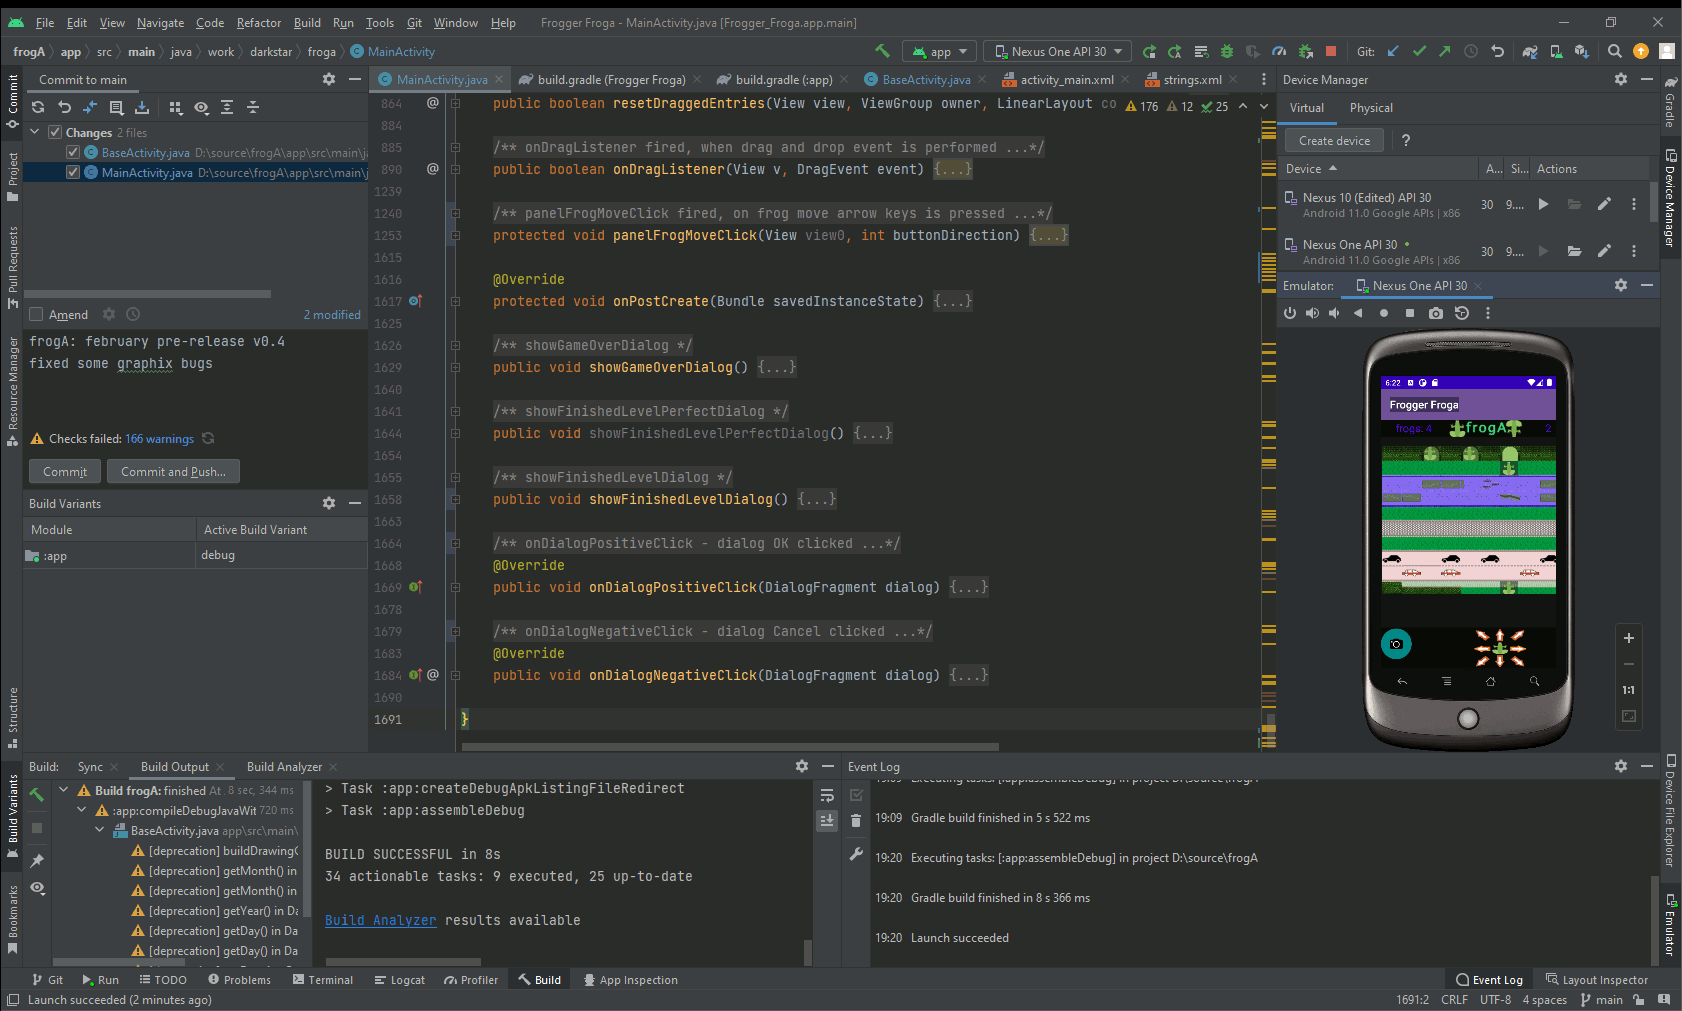 File Edit View Navigate Code Refactor Build Run Tools Git Window Help Frogger Froga - MainActivity.java [Frogger_Froga.app.main]
frogA app src main java work darkstar froga MainActivity app Nexus One API 30 Git:
Commit to main
Changes 2 files
BaseActivity.java D:\source\frogA\app\src\main\ja
MainActivity.java D:\source\frogA\app\src\main\j
Amend 2 modified
frogA: february pre-release v0.4
fixed some graphix bugs
Checks failed: 166 warnings
Commit Commit and Push...
Build Variants
Module Active Build Variant
:app debug
Commit
Project
Pull Requests
Resource Manager
Structure
Build Variants
Bookmarks
MainActivity.java build.gradle (Frogger Froga) build.gradle (:app) BaseActivity.java activity_main.xml strings.xml
864 @ public boolean resetDraggedEntries(View view, ViewGroup owner, LinearLayout co 176 12 25
884
885 /** onDragListener fired, when drag and drop event is performed ...*/
890 @ public boolean onDragListener(View v, DragEvent event) {...}
1239
1240 /** panelFrogMoveClick fired, on frog move arrow keys is pressed ...*/
1253 protected void panelFrogMoveClick(View view0, int buttonDirection) {...}
1615
1616 @Override
1617 protected void onPostCreate(Bundle savedInstanceState) {...}
1625
1626 /** showGameOverDialog */
1629 public void showGameOverDialog() {...}
1640
1641 /** showFinishedLevelPerfectDialog */
1644 public void showFinishedLevelPerfectDialog() {...}
1654
1655 /** showFinishedLevelDialog */
1658 public void showFinishedLevelDialog() {...}
1663
1664 /** onDialogPositiveClick - dialog OK clicked ...*/
1668 @Override
1669 public void onDialogPositiveClick(DialogFragment dialog) {...}
1678
1679 /** onDialogNegativeClick - dialog Cancel clicked ...*/
1683 @Override
1684 @ public void onDialogNegativeClick(DialogFragment dialog) {...}
1690
1691 }
Device Manager
Virtual Physical
Create device ?
Device A... Si... Actions
Nexus 10 (Edited) API 30
Android 11.0 Google APIs | x86 30 9....
Nexus One API 30
Android 11.0 Google APIs | x86 30 9....
Emulator: Nexus One API 30
6:22
Frogger Froga
frogs: 4 frogA 2
1:1
Gradle
Device Manager
Device File Explorer
Emulator
Build: Sync Build Output Build Analyzer
Build frogA: finished At . 8 sec, 344 ms
:app:compileDebugJavaWit 720 ms
BaseActivity.java app\src\main\
[deprecation] buildDrawingC
[deprecation] getMonth() in
[deprecation] getMonth() in
[deprecation] getYear() in Da
[deprecation] getDay() in Da
[deprecation] getDay() in Da
> Task :app:createDebugApkListingFileRedirect
> Task :app:assembleDebug
BUILD SUCCESSFUL in 8s
34 actionable tasks: 9 executed, 25 up-to-date
Build Analyzer results available
Event Log
19:09 Executing tasks: [:app:assembleDebug] in project D:\source\frogA
19:09 Gradle build finished in 5 s 522 ms
19:20 Executing tasks: [:app:assembleDebug] in project D:\source\frogA
19:20 Gradle build finished in 8 s 366 ms
19:20 Launch succeeded
Git Run TODO Problems Terminal Logcat Profiler Build App Inspection Event Log Layout Inspector
Launch succeeded (2 minutes ago) 1691:2 CRLF UTF-8 4 spaces main